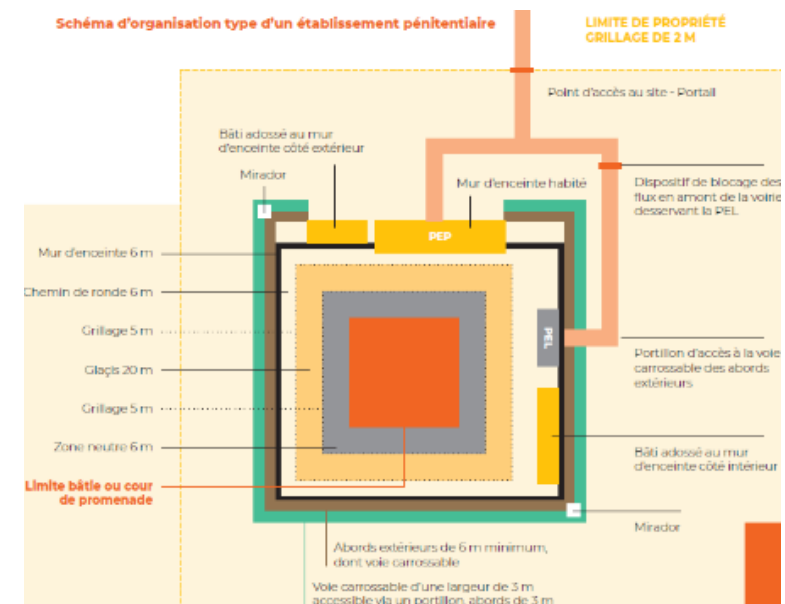 Schéma d'organisation type d'un établissement pénitentiaire
LIMITE DE PROPRIÉTÉ
GRILLAGE DE 2 M
Point d'accès au site - Portail
Bâti adossé au mur
d'enceinte côté extérieur
Mirador
Mur d'enceinte habité
Dispositif de blocage des
flux en amont de la voirie
desservant la PEL
PEP
Mur d'enceinte 6 m
Chemin de ronde 6 m
Grillage 5 m
Glacis 20 m
Grillage 5 m
Zone neutre 6 m
Limite bâtie ou cour
de promenade
PEL
Portillon d'accès à la voie
carrossable des abords
extérieurs
Bâti adossé au mur
d'enceinte côté intérieur
Mirador
Abords extérieurs de 6 m minimum,
dont voie carrossable
Voie carrossable d'une largeur de 3 m
accessible via un portillon, abords de 3 m